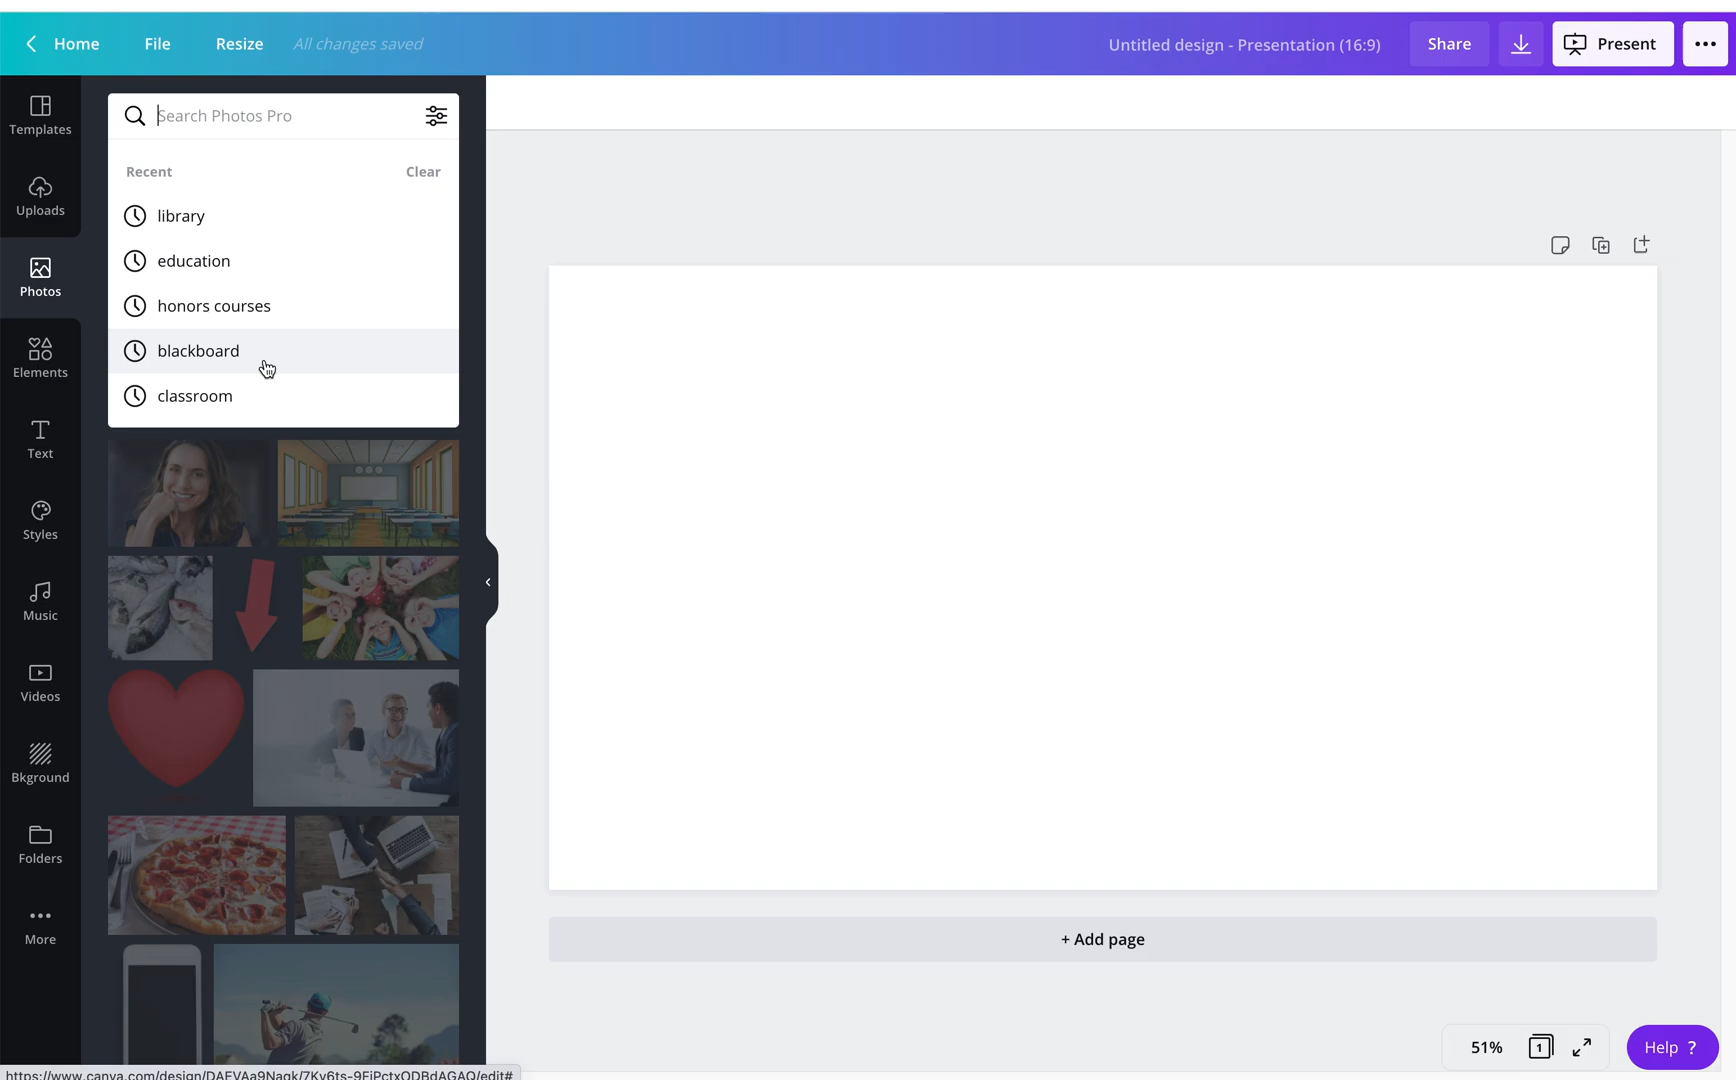 Home File Resize All changes saved Untitled design - Presentation (16:9) Share Present
Templates
Uploads
Photos
Elements
Text
Styles
Music
Videos
Bkground
Folders
More
Search Photos Pro
Recent Clear
library
education
honors courses
blackboard
classroom
+ Add page
51% 1 Help ?
https://www.canva.com/design/DAEVAa9Nagk/7Ky6ts-9EjPctxODBdAGAQ/edit#